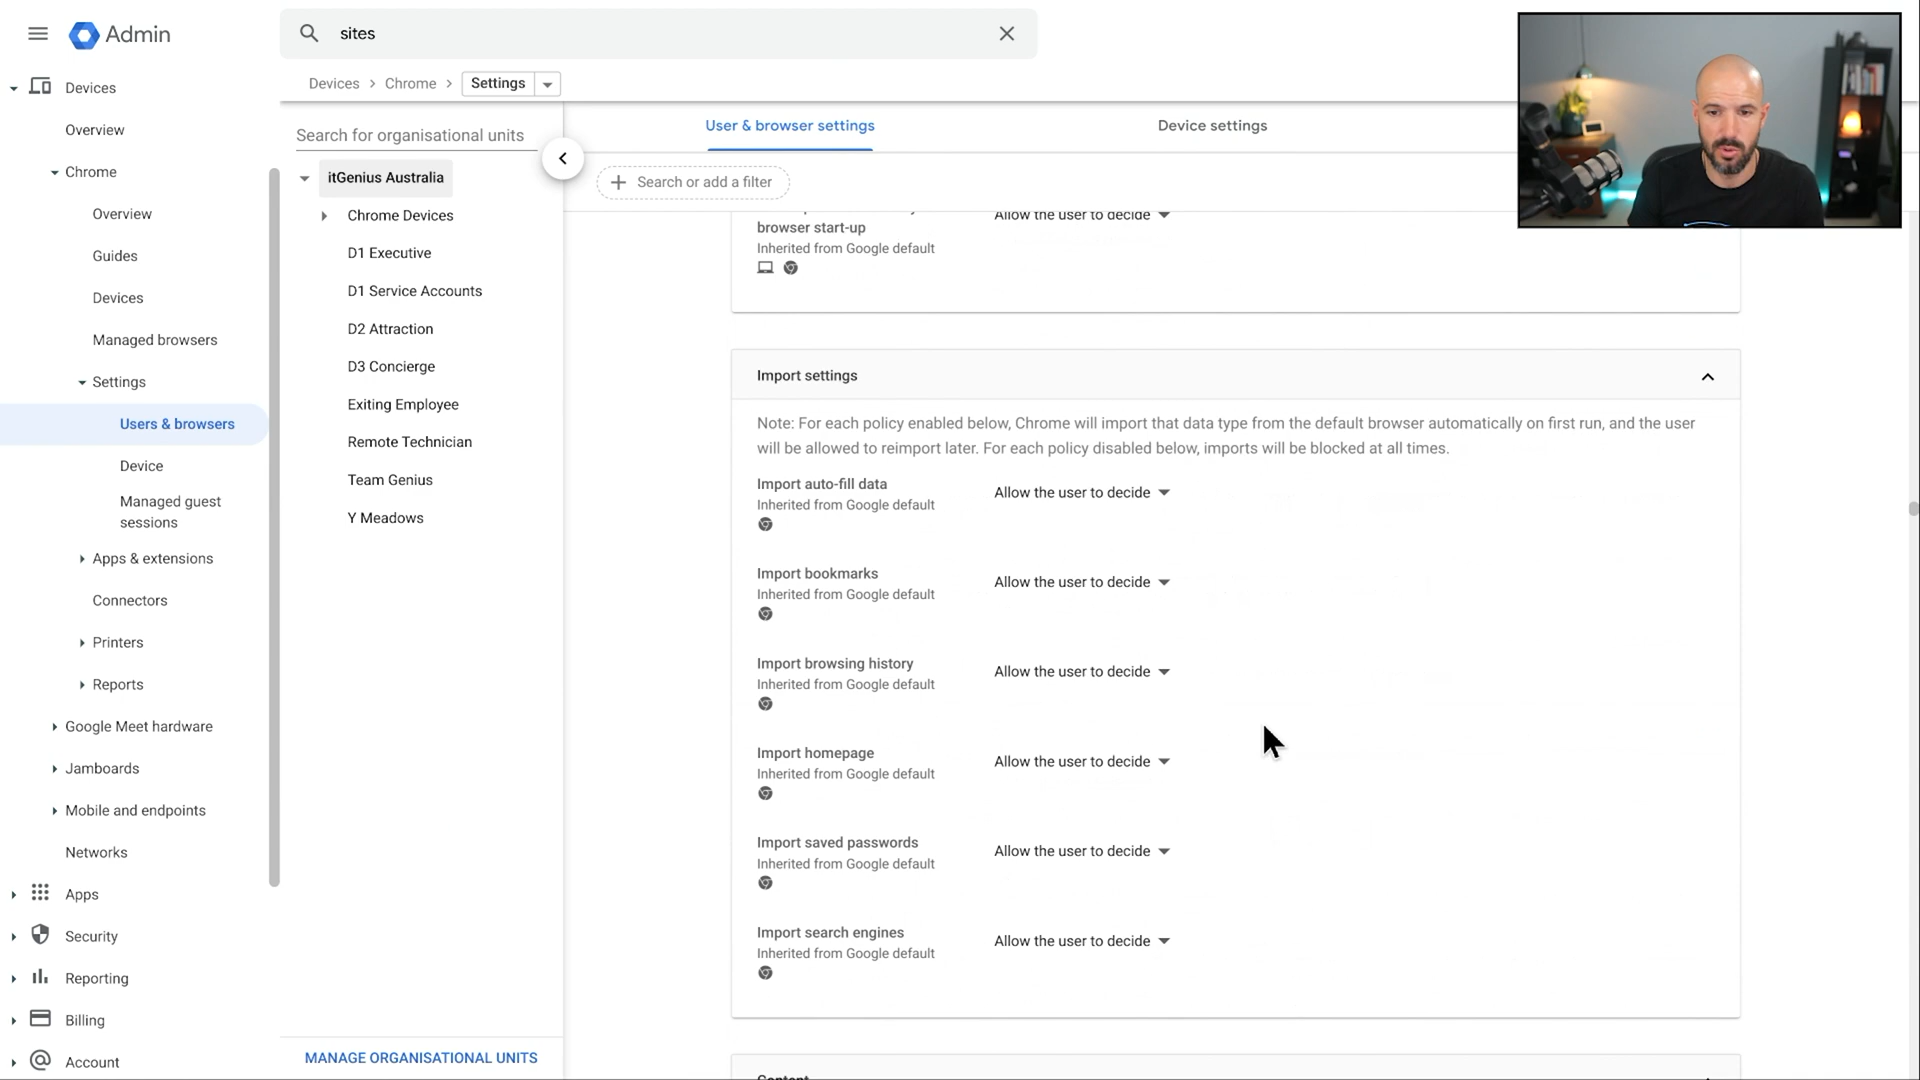 Admin
sites
Devices
Overview
Chrome
Overview
Guides
Devices
Managed browsers
Settings
Users & browsers
Device
Managed guest
sessions
Apps & extensions
Connectors
Printers
Reports
Google Meet hardware
Jamboards
Mobile and endpoints
Networks
Apps
Security
Reporting
Billing
Account
Devices > Chrome > Settings
Search for organisational units
itGenius Australia
Chrome Devices
D1 Executive
D1 Service Accounts
D2 Attraction
D3 Concierge
Exiting Employee
Remote Technician
Team Genius
Y Meadows
MANAGE ORGANISATIONAL UNITS
User & browser settings
Device settings
Search or add a filter
browser start-up
Inherited from Google default
Allow the user to decide
Import settings
Note: For each policy enabled below, Chrome will import that data type from the default browser automatically on first run, and the user
will be allowed to reimport later. For each policy disabled below, imports will be blocked at all times.
Import auto-fill data
Inherited from Google default
Allow the user to decide
Import bookmarks
Inherited from Google default
Allow the user to decide
Import browsing history
Inherited from Google default
Allow the user to decide
Import homepage
Inherited from Google default
Allow the user to decide
Import saved passwords
Inherited from Google default
Allow the user to decide
Import search engines
Inherited from Google default
Allow the user to decide
Content